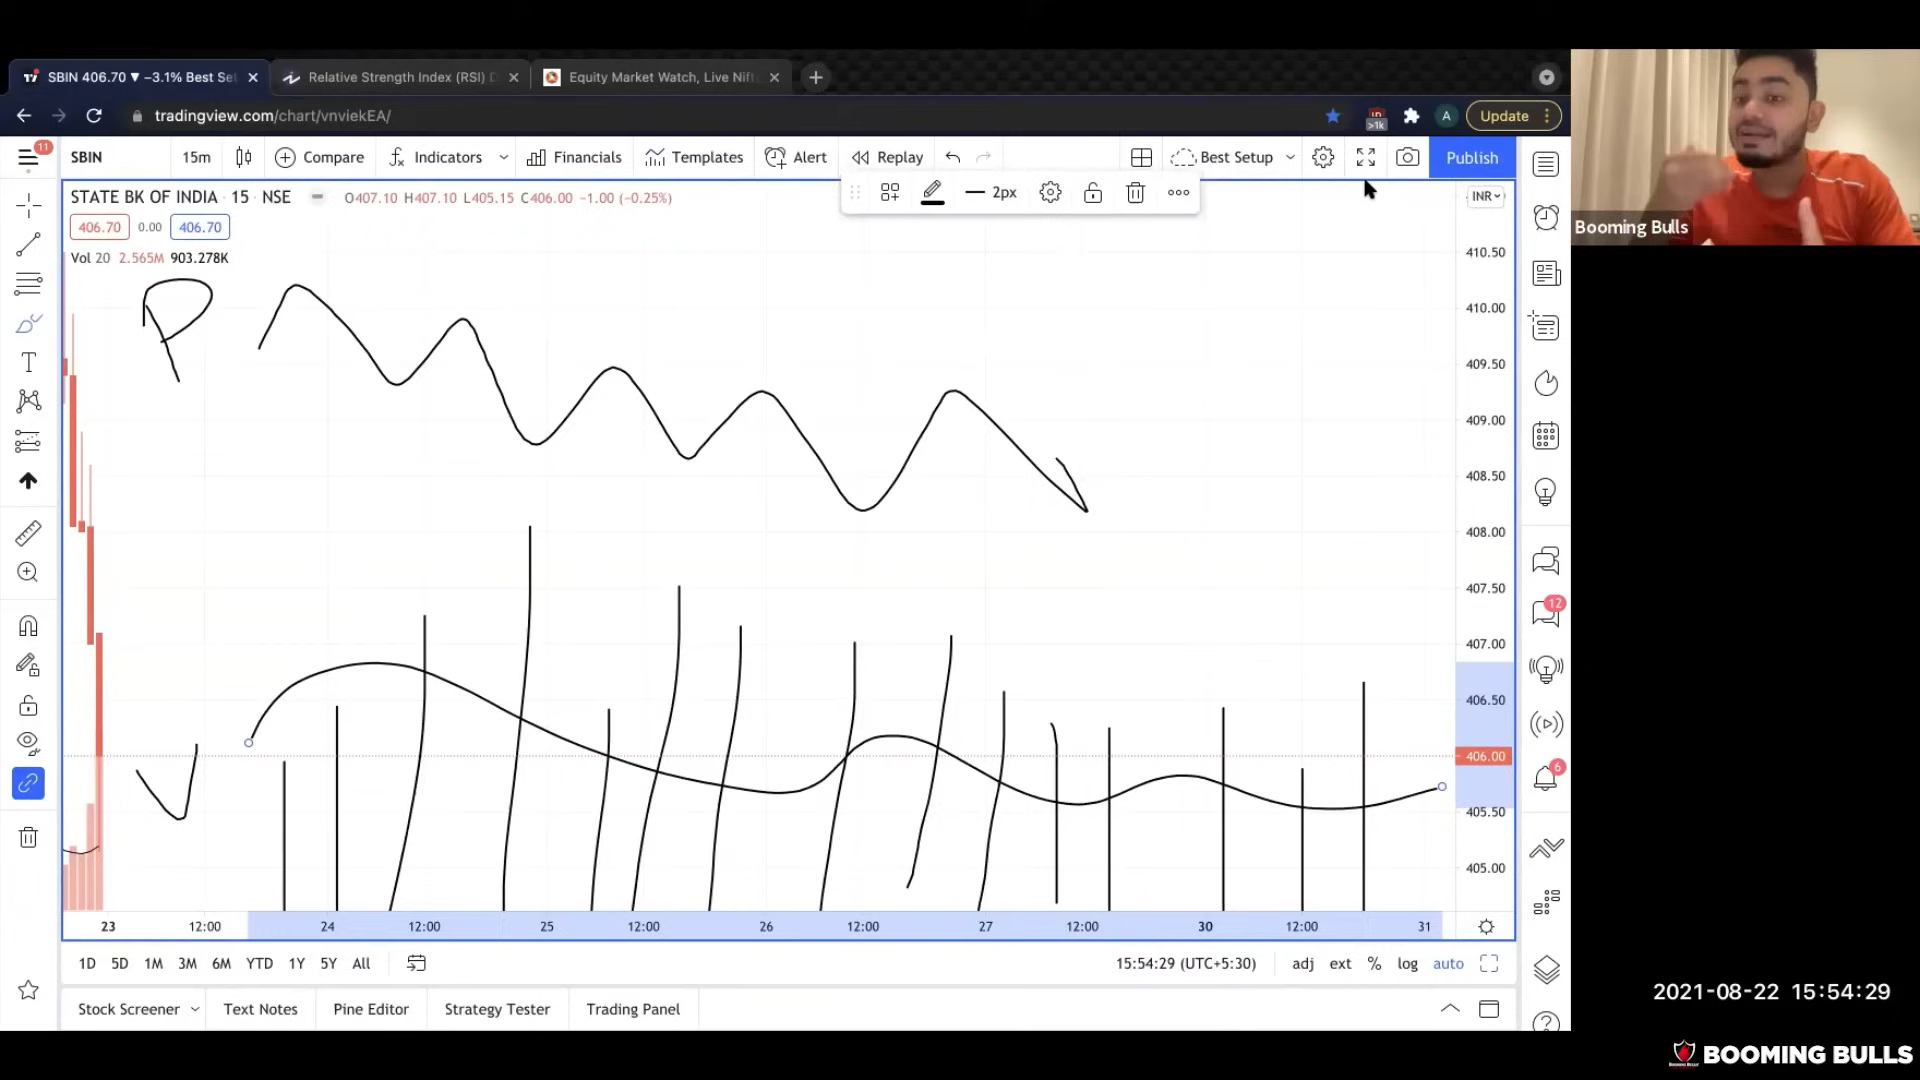 SBIN 406.70 ▼ −3.1% Best Set
Relative Strength Index (RSI) D
Equity Market Watch, Live Nift
tradingview.com/chart/vnviekEA/
>1k
A
Update
11
SBIN
15m
Compare
Indicators
Financials
Templates
Alert
Replay
Best Setup
Publish
STATE BK OF INDIA · 15 · NSE
O407.10 H407.10 L405.15 C406.00 −1.00 (−0.25%)
2px
INR
406.70
0.00
406.70
Vol 20 2.565M 903.278K
Booming Bulls
P
V
410.50
410.00
409.50
409.00
408.50
408.00
407.50
407.00
406.50
406.00
405.50
405.00
12
6
23
12:00
24
12:00
25
12:00
26
12:00
27
12:00
30
12:00
31
1D 5D 1M 3M 6M YTD 1Y 5Y All
15:54:29 (UTC+5:30)
adj ext % log auto
Stock Screener
Text Notes
Pine Editor
Strategy Tester
Trading Panel
2021-08-22 15:54:29
BOOMING BULLS